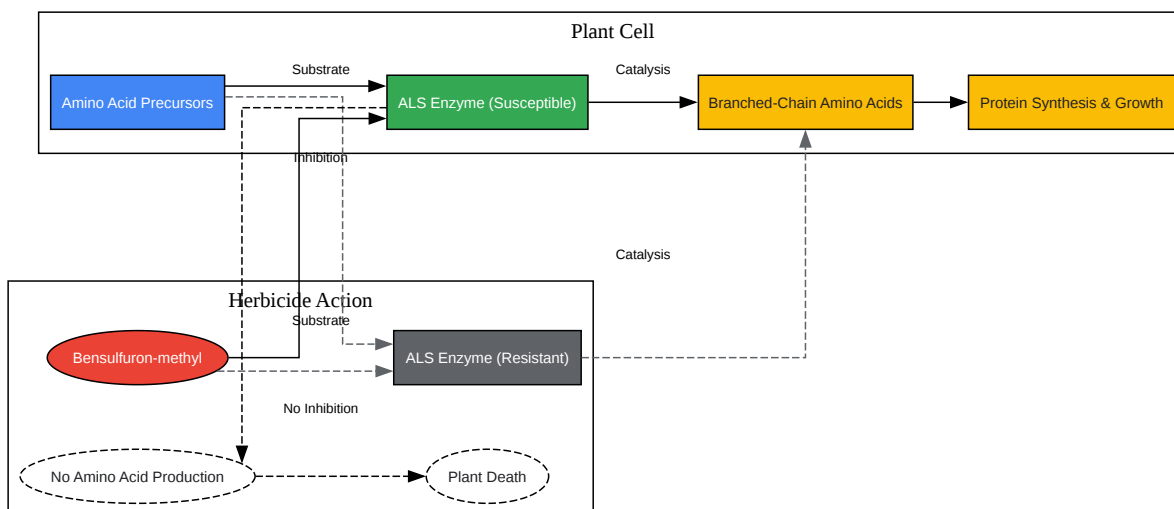 Plant Cell
Substrate
Catalysis
Amino Acid Precursors
ALS Enzyme (Susceptible)
Branched-Chain Amino Acids
Protein Synthesis & Growth
Inhibition
Catalysis
Herbicide Action
Substrate
Bensulfuron-methyl
ALS Enzyme (Resistant)
No Inhibition
No Amino Acid Production
Plant Death